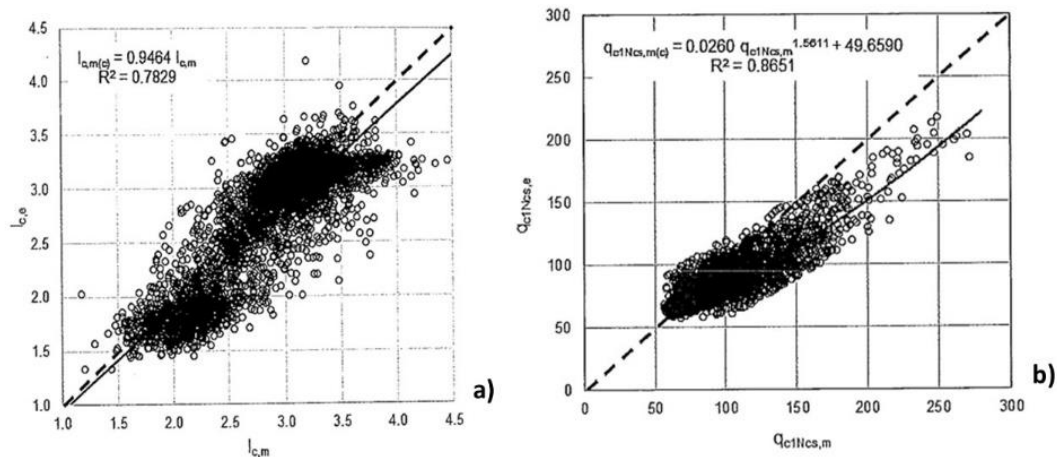 4.5
I_c,m(c) = 0.9464 I_c,m
R² = 0.7829
4.0
3.5
3.0
2.5
2.0
1.5
1.0
I_c,e
1.0 1.5 2.0 2.5 3.0 3.5 4.0 4.5
I_c,m
a)
300
q_c1Ncs,m(c) = 0.0260 q_c1Ncs,m^1.5611 + 49.6590
R² = 0.8651
250
200
150
100
50
0
q_c1Ncs,e
0 50 100 150 200 250 300
q_c1Ncs,m
b)